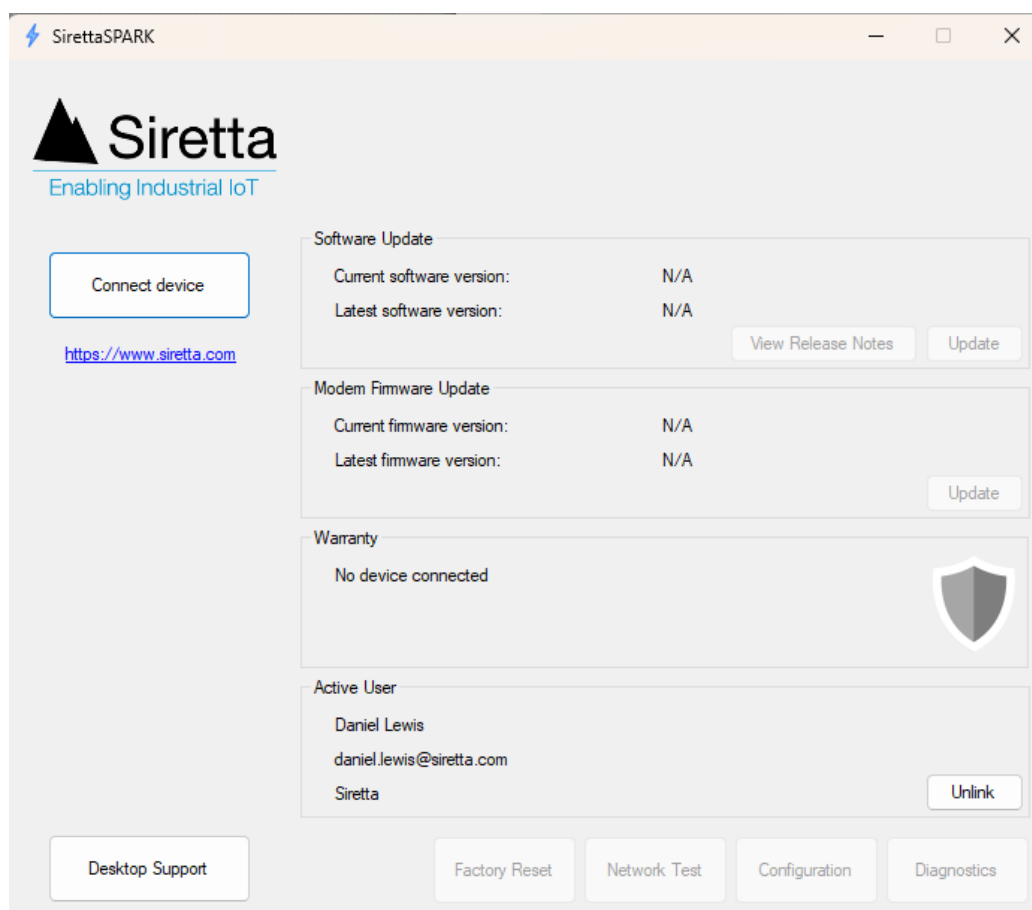 SirettaSPARK
Siretta
Enabling Industrial IoT
Connect device
https://www.siretta.com
Software Update
Current software version: N/A
Latest software version: N/A
View Release Notes Update
Modem Firmware Update
Current firmware version: N/A
Latest firmware version: N/A
Update
Warranty
No device connected
Active User
Daniel Lewis
daniel.lewis@siretta.com
Siretta Unlink
Desktop Support Factory Reset Network Test Configuration Diagnostics